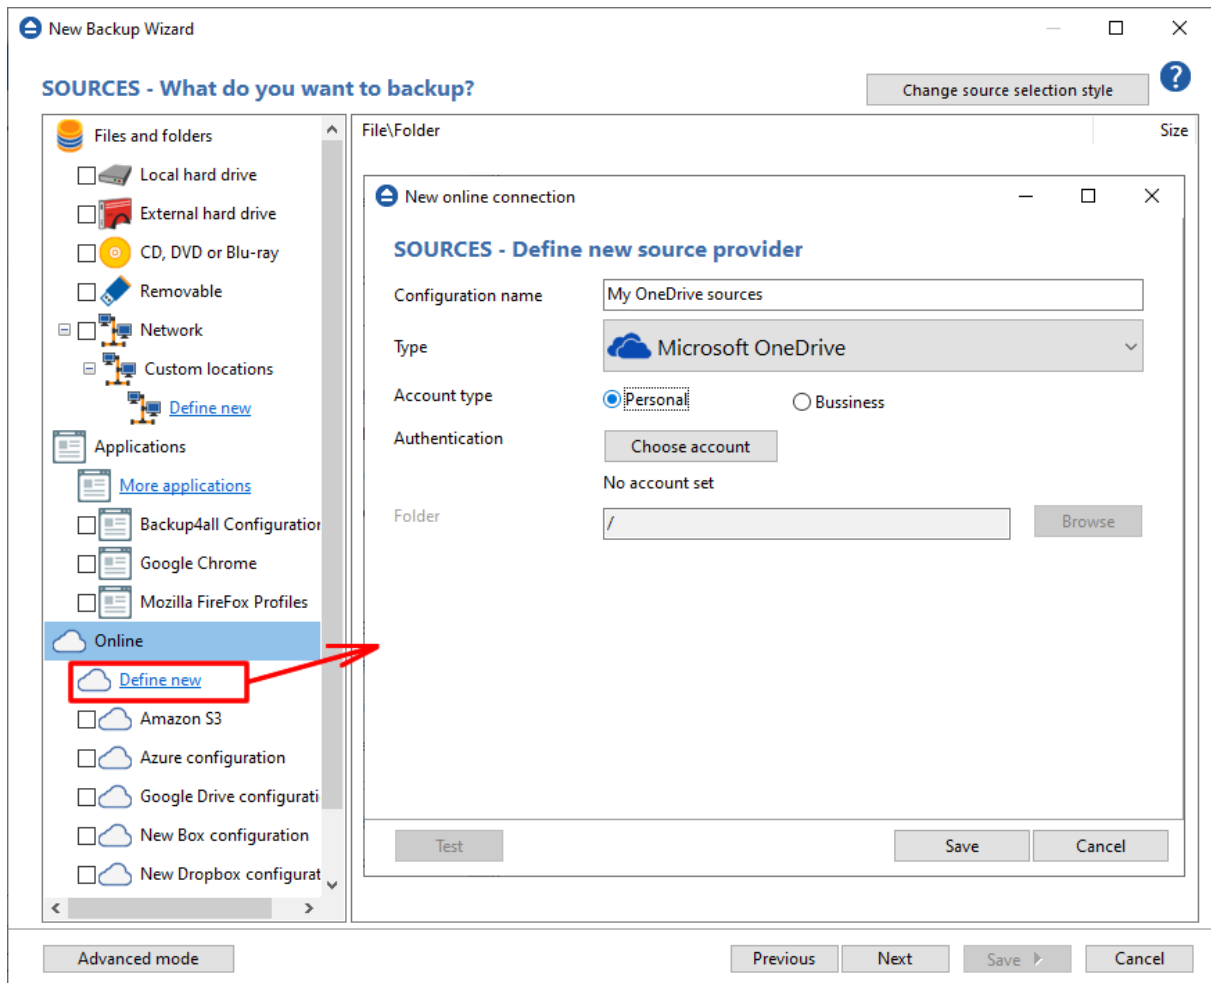 New Backup Wizard
SOURCES - What do you want to backup?
Change source selection style
?
Files and folders
Local hard drive
External hard drive
CD, DVD or Blu-ray
Removable
Network
Custom locations
Define new
Applications
More applications
Backup4all Configuration
Google Chrome
Mozilla FireFox Profiles
Online
Define new
Amazon S3
Azure configuration
Google Drive configurati
New Box configuration
New Dropbox configurat
File\Folder
Size
New online connection
SOURCES - Define new source provider
Configuration name
My OneDrive sources
Type
Microsoft OneDrive
Account type
Personal
Bussiness
Authentication
Choose account
No account set
Folder
/
Browse
Test
Save
Cancel
Advanced mode
Previous
Next
Save
Cancel